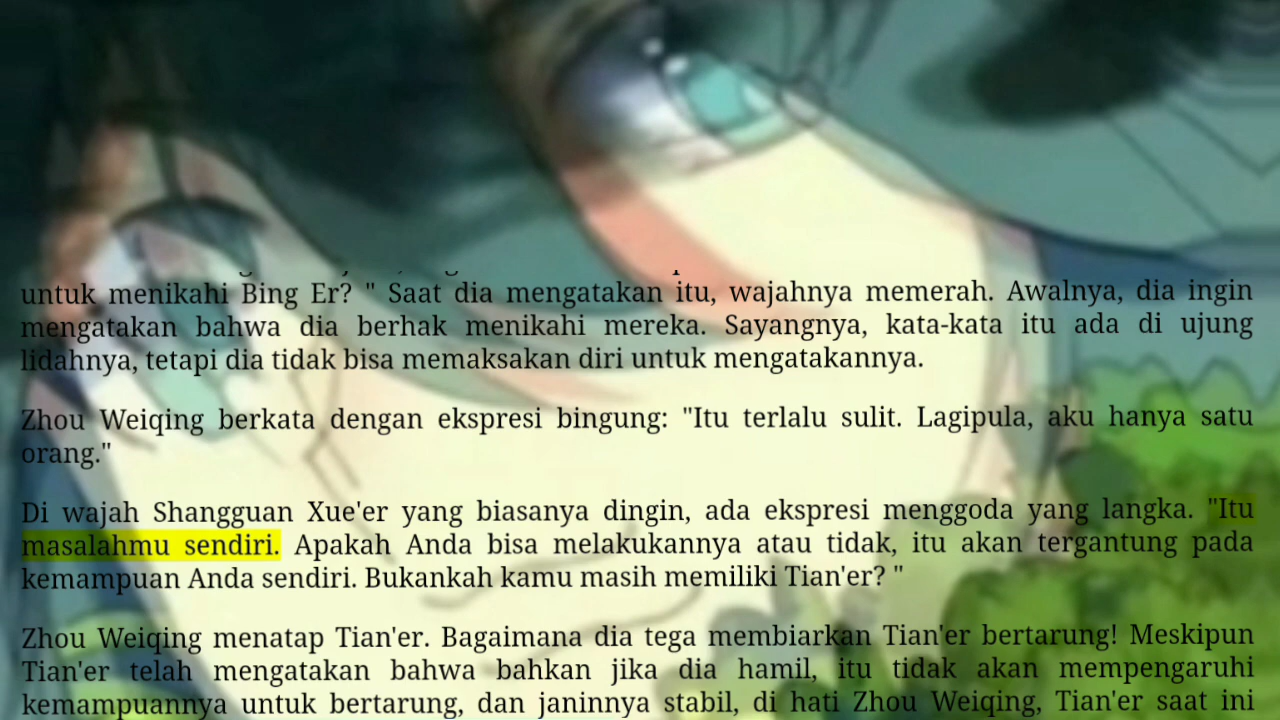 untuk menikahi Bing Er? " Saat dia mengatakan itu, wajahnya memerah. Awalnya, dia ingin
mengatakan bahwa dia berhak menikahi mereka. Sayangnya, kata-kata itu ada di ujung
lidahnya, tetapi dia tidak bisa memaksakan diri untuk mengatakannya.
Zhou Weiqing berkata dengan ekspresi bingung: "Itu terlalu sulit. Lagipula, aku hanya satu
orang."
Di wajah Shangguan Xue'er yang biasanya dingin, ada ekspresi menggoda yang langka. "Itu
masalahmu sendiri. Apakah Anda bisa melakukannya atau tidak, itu akan tergantung pada
kemampuan Anda sendiri. Bukankah kamu masih memiliki Tian'er? "
Zhou Weiqing menatap Tian'er. Bagaimana dia tega membiarkan Tian'er bertarung! Meskipun
Tian'er telah mengatakan bahwa bahkan jika dia hamil, itu tidak akan mempengaruhi
kemampuannya untuk bertarung, dan janinnya stabil, di hati Zhou Weiqing, Tian'er saat ini